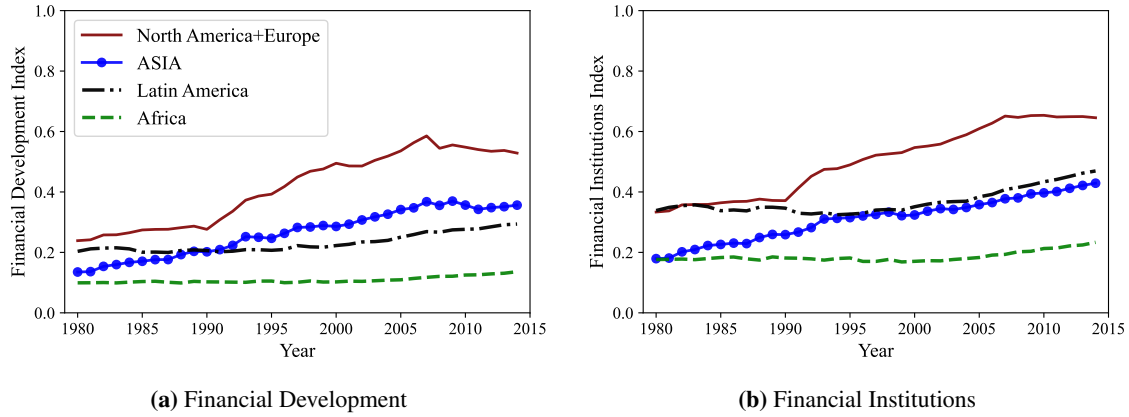 1.0
0.8
0.6
0.4
0.2
0.0
Financial Development Index
North America+Europe
ASIA
Latin America
Africa
1980 1985 1990 1995 2000 2005 2010 2015
Year
(a) Financial Development
1.0
0.8
0.6
0.4
0.2
0.0
Financial Institutions Index
1980 1985 1990 1995 2000 2005 2010 2015
Year
(b) Financial Institutions